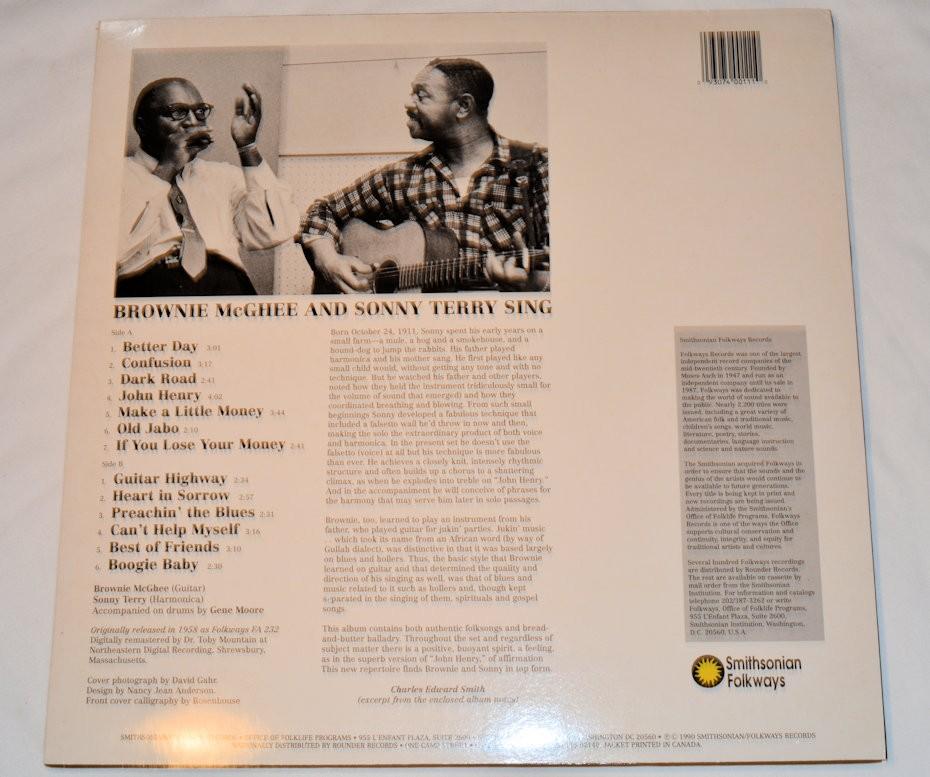 0 93074 00111 0
BROWNIE McGHEE AND SONNY TERRY SING
Side A
1. Better Day 3:01
2. Confusion 3:17
3. Dark Road 2:41
4. John Henry 4:02
5. Make a Little Money 3:44
6. Old Jabo 2:10
7. If You Lose Your Money 2:41
Side B
1. Guitar Highway 2:34
2. Heart in Sorrow 2:57
3. Preachin' the Blues 2:31
4. Can't Help Myself 3:16
5. Best of Friends 3:10
6. Boogie Baby 2:30
Brownie McGhee (Guitar)
Sonny Terry (Harmonica)
Accompanied on drums by Gene Moore
Originally released in 1958 as Folkways FA 232
Digitally remastered by Dr. Toby Mountain at
Northeastern Digital Recording, Shrewsbury,
Massachusetts.
Cover photograph by David Gahr.
Design by Nancy Jean Anderson.
Front cover calligraphy by Rosenhouse
Born October 24, 1911, Sonny spent his early years on a
small farm—a mule, a hog and a smokehouse, and a
hound-dog to jump the rabbits. His father played
harmonica and his mother sang. He first played like any
small child would, without getting any tone and with no
technique. But he watched his father and other players,
noted how they held the instrument (ridiculously small for
the volume of sound that emerged) and how they
coordinated breathing and blowing. From such small
beginnings Sonny developed a fabulous technique that
included a falsetto wail he'd throw in now and then,
making the solo the extraordinary product of both voice
and harmonica. In the present set he doesn't use the
falsetto (voice) at all but his technique is more fabulous
than ever. He achieves a closely knit, intensely rhythmic
structure and often builds up a chorus to a shattering
climax, as when he explodes into treble on "John Henry."
And in the accompaniment he will conceive of phrases for
the harmony that may serve him later in solo passages.
Brownie, too, learned to play an instrument from his
father, who played guitar for jukin' parties. Jukin' music
. . which took its name from an African word (by way of
Gullah dialect), was distinctive in that it was based largely
on blues and hollers. Thus, the basic style that Brownie
learned on guitar and that determined the quality and
direction of his singing as well, was that of blues and
music related to it such as hollers and, though kept
separated in the singing of them, spirituals and gospel
songs.
This album contains both authentic folksongs and bread-
and-butter balladry. Throughout the set and regardless of
subject matter there is a positive, buoyant spirit, a feeling,
as in the superb version of "John Henry," of affirmation
This new repertoire finds Brownie and Sonny in top form.
Charles Edward Smith
(excerpt from the enclosed album notes)
Smithsonian Folkways Records
Folkways Records was one of the largest
independent record companies of the
mid-twentieth century. Founded by
Moses Asch in 1947 and run as an
independent company until its sale in
1987, Folkways was dedicated to
making the world of sound available to
the public. Nearly 2,200 titles were
issued, including a great variety of
American folk and traditional music,
children's songs, world music,
literature, poetry, stories,
documentaries, language instruction
and science and nature sounds.
The Smithsonian acquired Folkways in
order to ensure that the sounds and the
genius of the artists would continue to
be available to future generations.
Every title is being kept in print and
new recordings are being issued.
Administered by the Smithsonian's
Office of Folklife Programs, Folkways
Records is one of the ways the Office
supports cultural conservation and
continuity, integrity, and equity for
traditional artists and cultures.
Several hundred Folkways recordings
are distributed by Rounder Records.
The rest are available on cassette by
mail order from the Smithsonian
Institution. For information and catalogs
telephone 202/287-3262 or write
Folkways, Office of Folklife Programs,
955 L'Enfant Plaza, Suite 2600,
Smithsonian Institution, Washington,
D.C. 20560, U.S.A.
Smithsonian
Folkways
OFFICE OF FOLKLIFE PROGRAMS • 955 L'ENFANT PLAZA, SUITE 2600 • WASHINGTON DC 20560 • ℗ © 1990 SMITHSONIAN/FOLKWAYS RECORDS
NATIONALLY DISTRIBUTED BY ROUNDER RECORDS • ONE CAMP STREET • 02140. JACKET PRINTED IN CANADA.